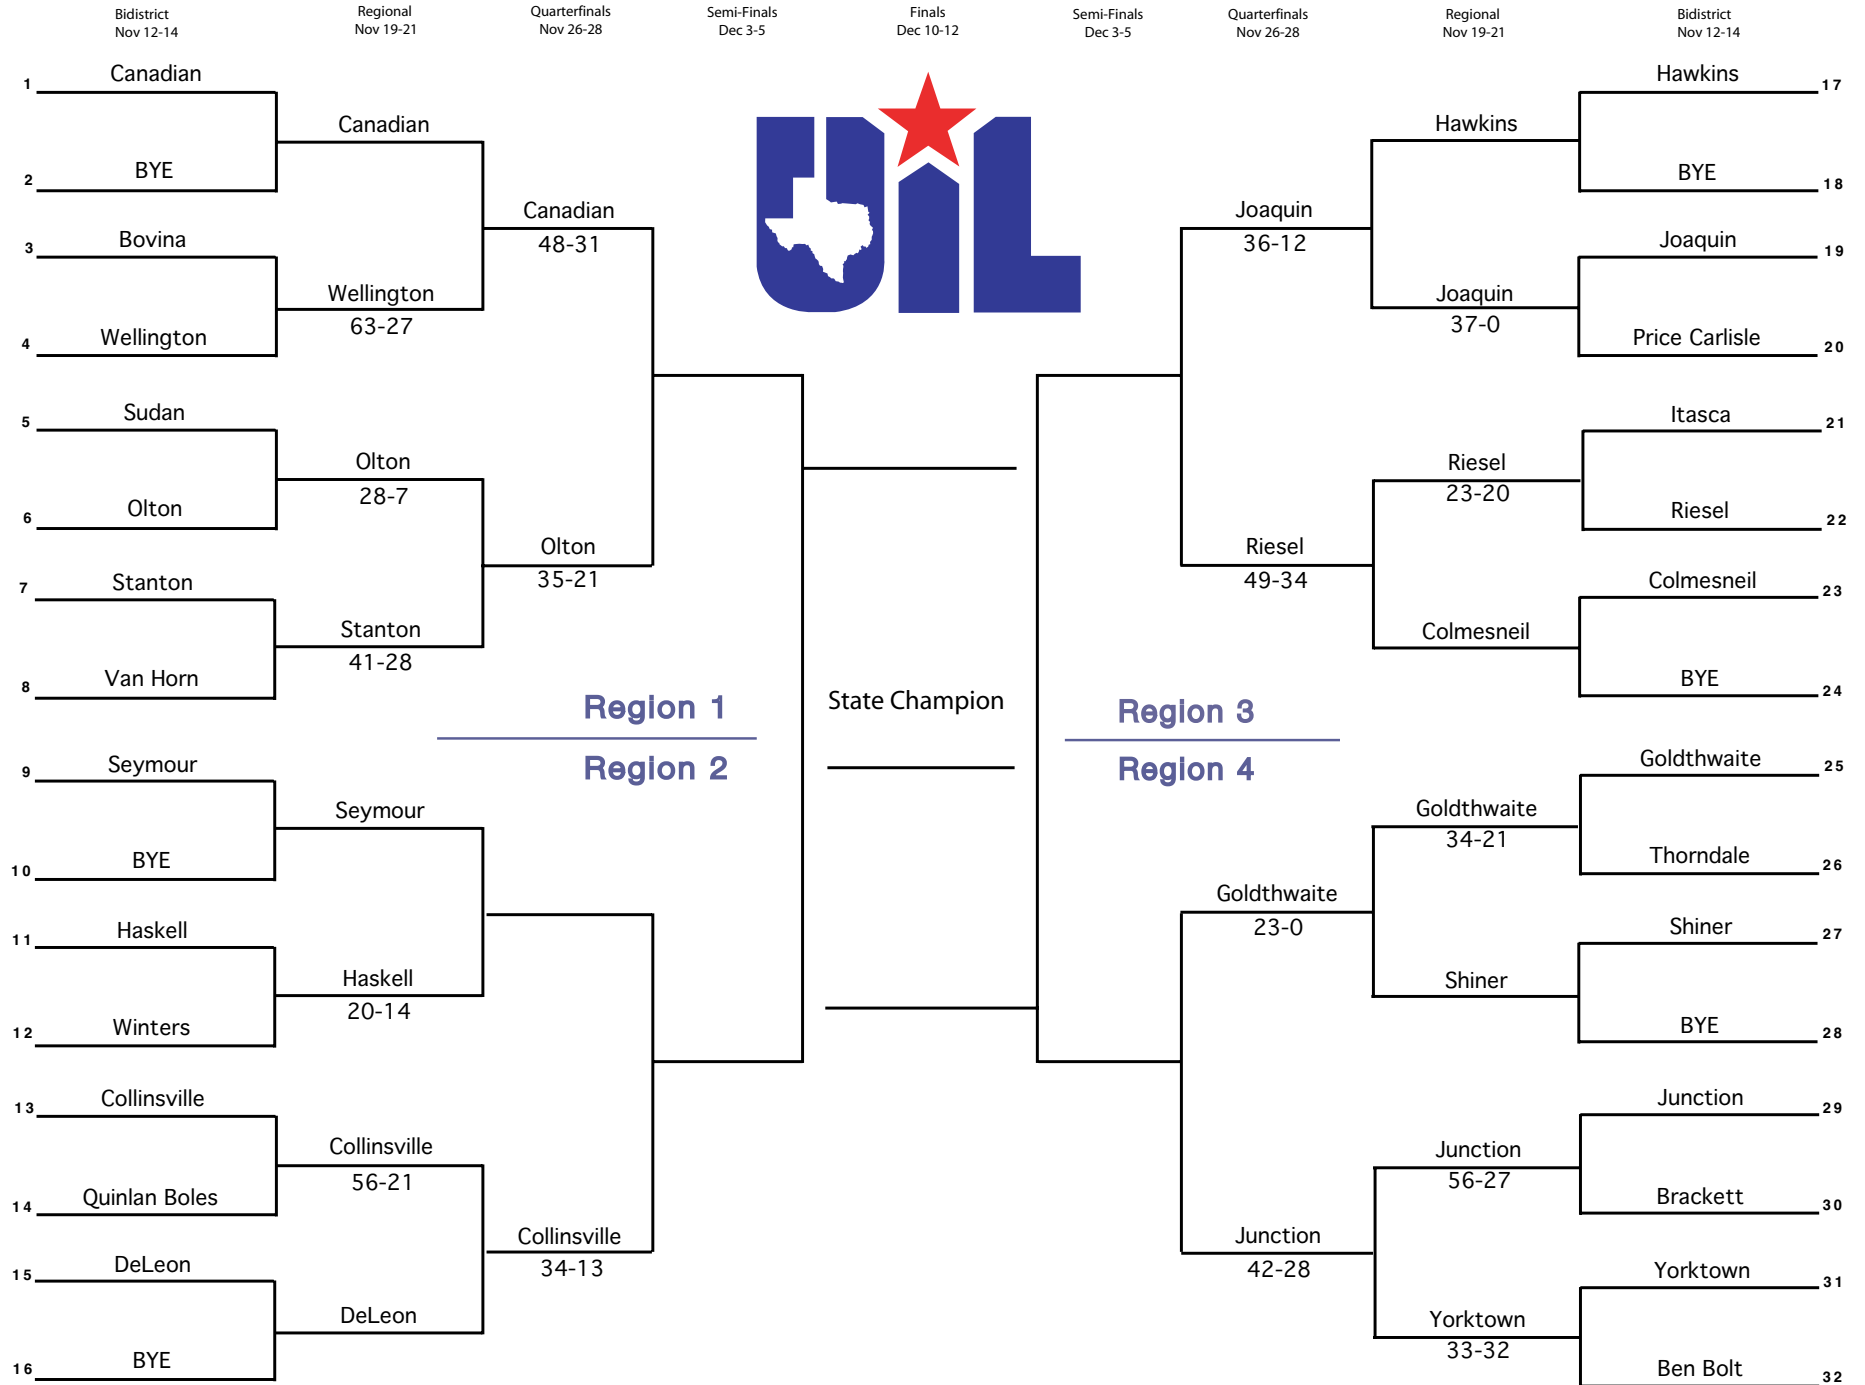 Bidistrict
Nov 12-14
Regional
Nov 19-21
Quarterfinals
Nov 26-28
Semi-Finals
Dec 3-5
Finals
Dec 10-12
Semi-Finals
Dec 3-5
Quarterfinals
Nov 26-28
Regional
Nov 19-21
Bidistrict
Nov 12-14
UIL
1 Canadian
2 BYE
3 Bovina
4 Wellington
5 Sudan
6 Olton
7 Stanton
8 Van Horn
9 Seymour
10 BYE
11 Haskell
12 Winters
13 Collinsville
14 Quinlan Boles
15 DeLeon
16 BYE
Canadian
Wellington
63-27
Olton
28-7
Stanton
41-28
Seymour
Haskell
20-14
Collinsville
56-21
DeLeon
Canadian
48-31
Olton
35-21
Collinsville
34-13
Region 1
Region 2
State Champion
Region 3
Region 4
Joaquin
36-12
Riesel
49-34
Goldthwaite
23-0
Junction
42-28
Hawkins
Joaquin
37-0
Riesel
23-20
Colmesneil
Goldthwaite
34-21
Shiner
Junction
56-27
Yorktown
33-32
Hawkins 17
BYE 18
Joaquin 19
Price Carlisle 20
Itasca 21
Riesel 22
Colmesneil 23
BYE 24
Goldthwaite 25
Thorndale 26
Shiner 27
BYE 28
Junction 29
Brackett 30
Yorktown 31
Ben Bolt 32